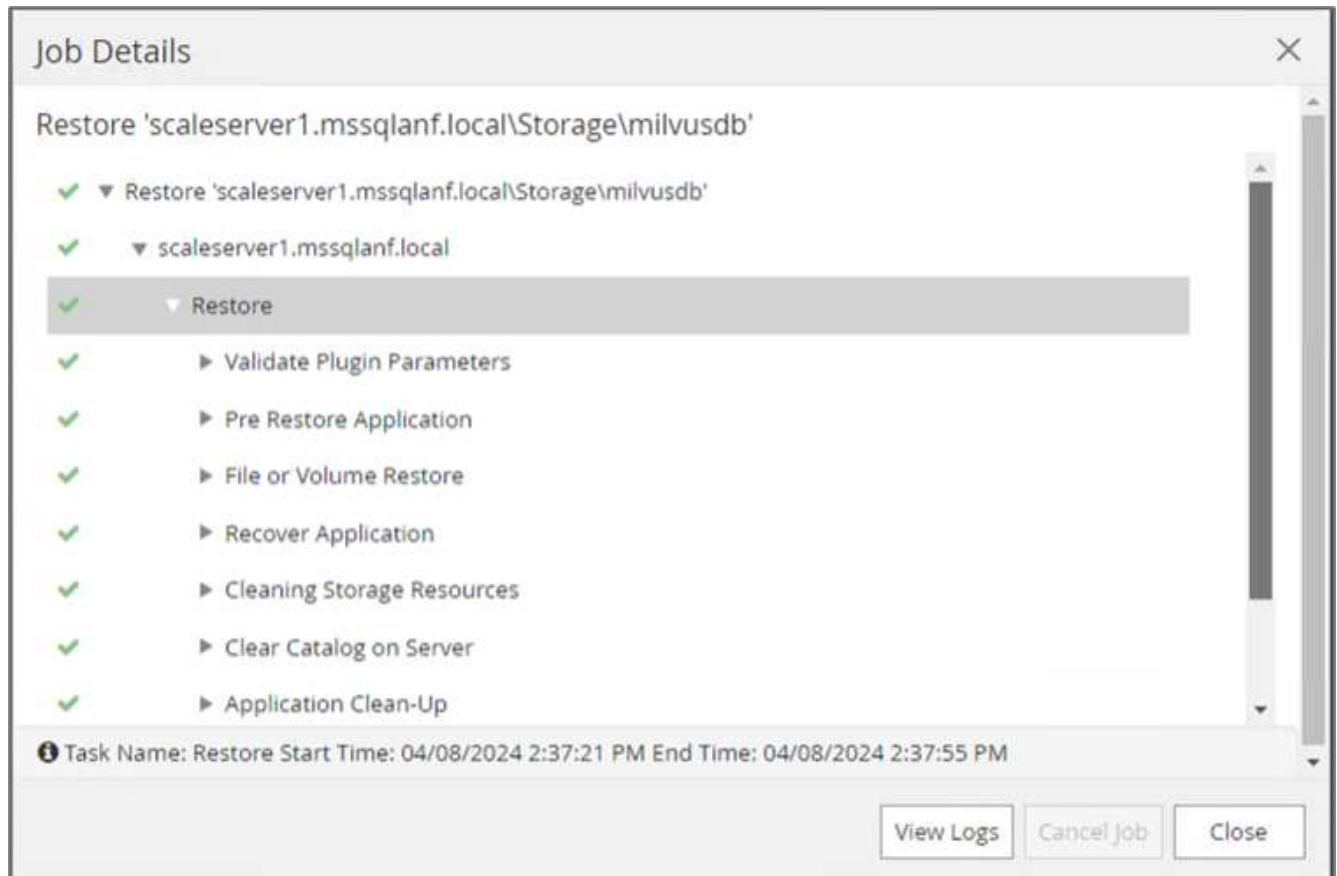 Job Details
Restore 'scaleserver1.mssqlanf.local\Storage\milvusdb'
Restore 'scaleserver1.mssqlanf.local\Storage\milvusdb'
scaleserver1.mssqlanf.local
Restore
Validate Plugin Parameters
Pre Restore Application
File or Volume Restore
Recover Application
Cleaning Storage Resources
Clear Catalog on Server
Application Clean-Up
Task Name: Restore Start Time: 04/08/2024 2:37:21 PM End Time: 04/08/2024 2:37:55 PM
View Logs Cancel Job Close